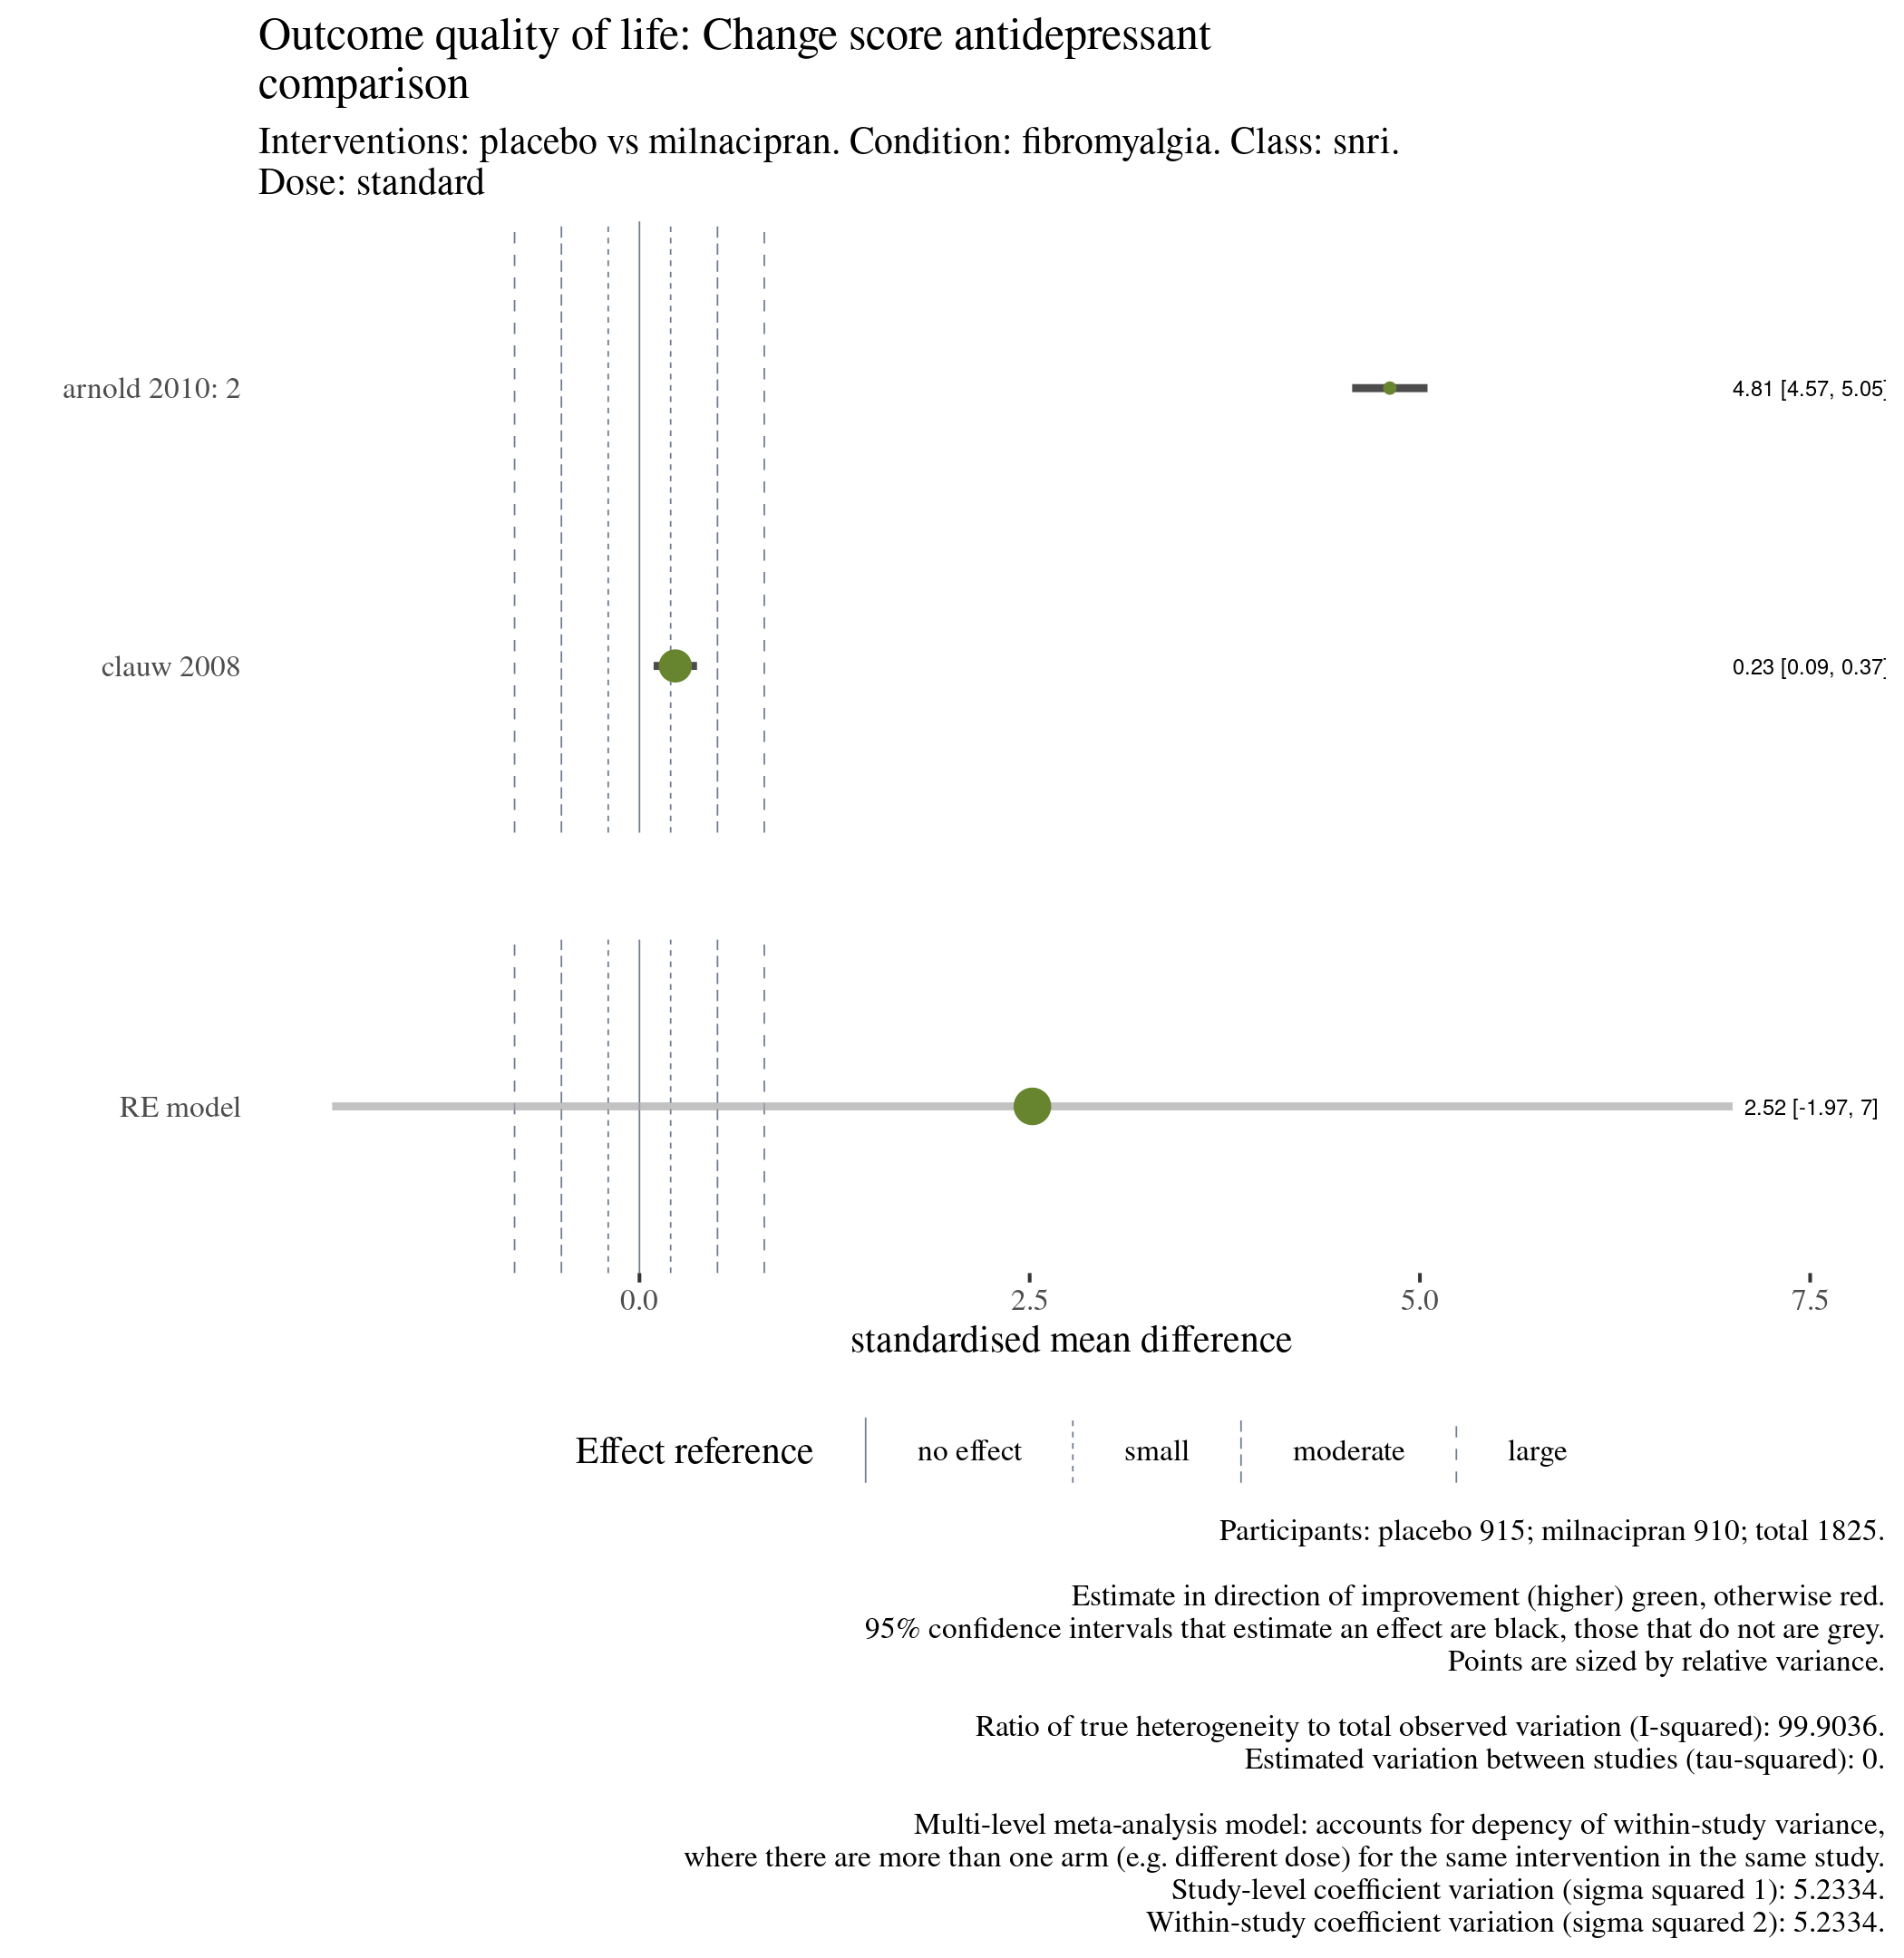 Outcome quality of life: Change score antidepressant
comparison
Interventions: placebo vs milnacipran. Condition: fibromyalgia. Class: snri.
Dose: standard
arnold 2010: 2
4.81 [4.57, 5.05]
clauw 2008
0.23 [0.09, 0.37]
RE model
2.52 [-1.97, 7]
0.0 2.5 5.0 7.5
standardised mean difference
Effect reference no effect small moderate large
Participants: placebo 915; milnacipran 910; total 1825.
Estimate in direction of improvement (higher) green, otherwise red.
95% confidence intervals that estimate an effect are black, those that do not are grey.
Points are sized by relative variance.
Ratio of true heterogeneity to total observed variation (I-squared): 99.9036.
Estimated variation between studies (tau-squared): 0.
Multi-level meta-analysis model: accounts for depency of within-study variance,
where there are more than one arm (e.g. different dose) for the same intervention in the same study.
Study-level coefficient variation (sigma squared 1): 5.2334.
Within-study coefficient variation (sigma squared 2): 5.2334.